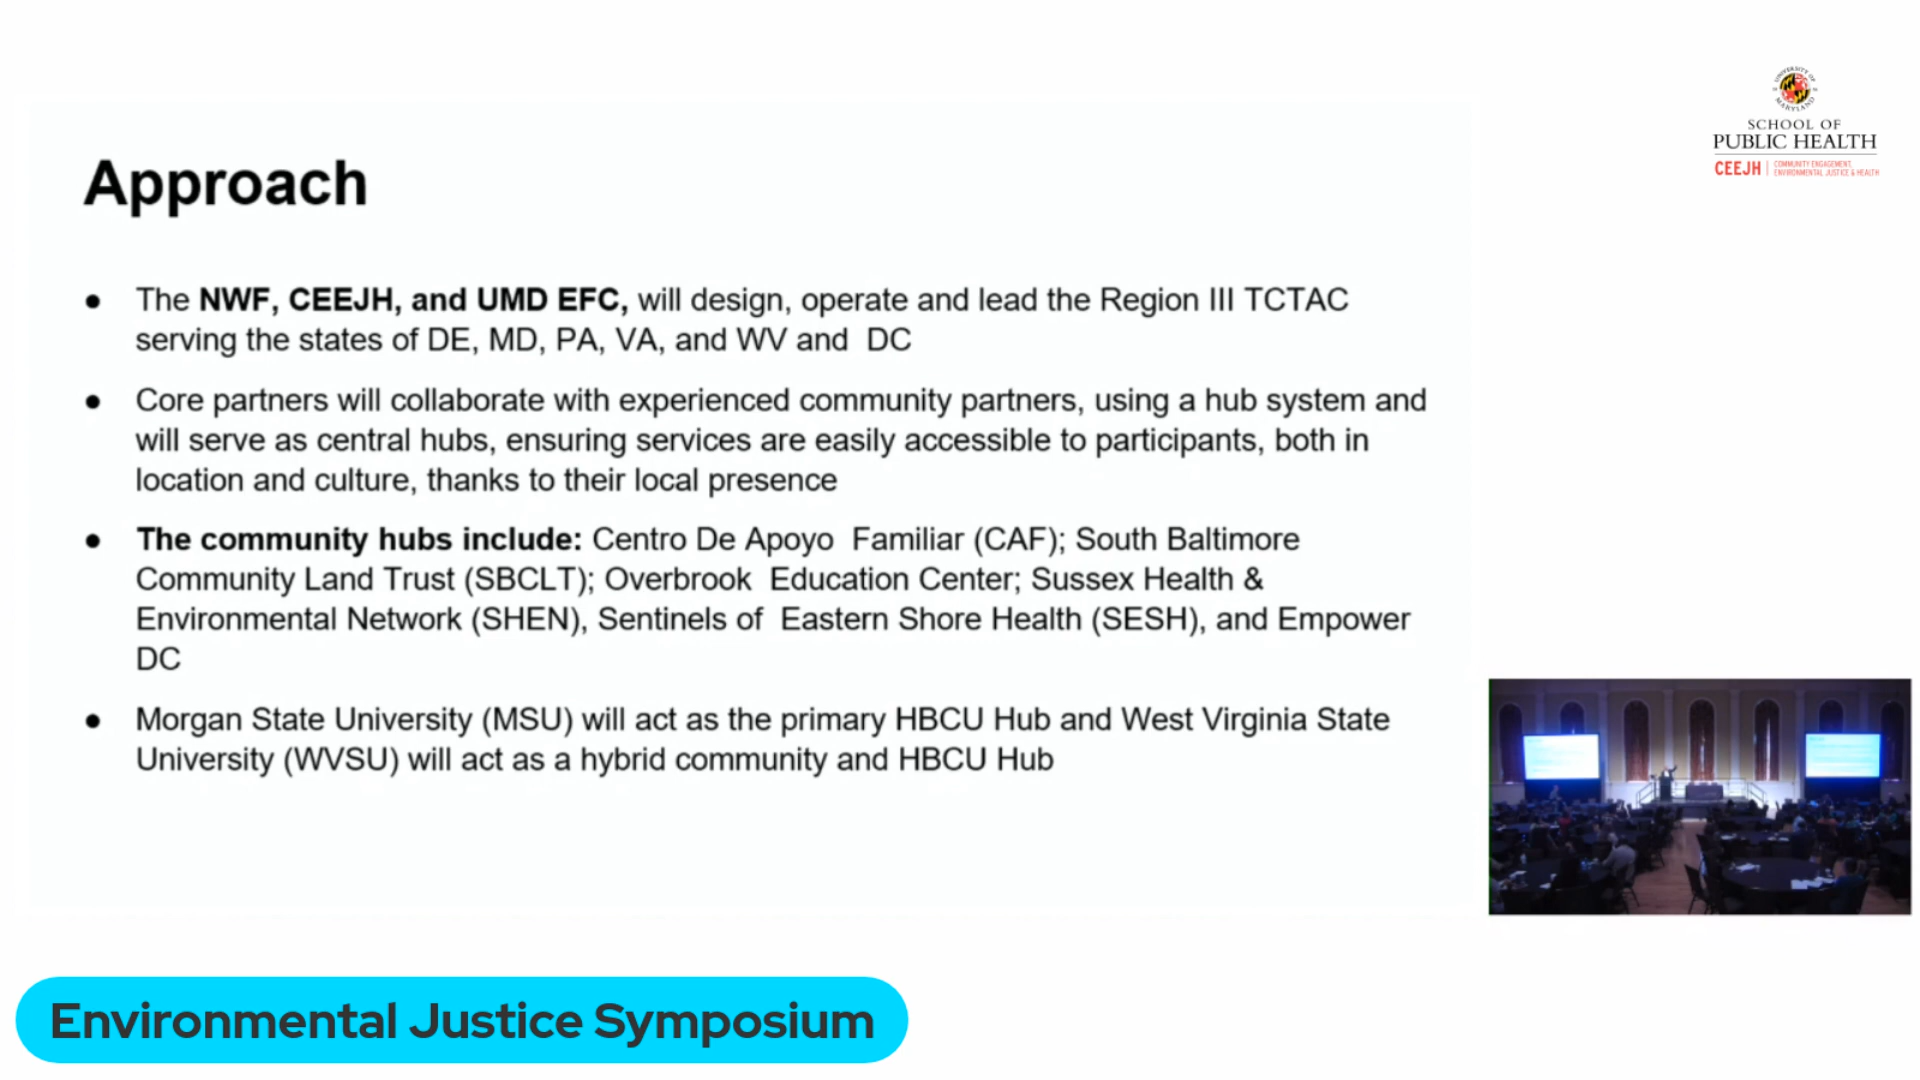 UNIVERSITY OF
MARYLAND
SCHOOL OF
PUBLIC HEALTH
CEEJH
COMMUNITY ENGAGEMENT,
ENVIRONMENTAL JUSTICE & HEALTH
Approach
● The NWF, CEEJH, and UMD EFC, will design, operate and lead the Region III TCTAC
serving the states of DE, MD, PA, VA, and WV and  DC
● Core partners will collaborate with experienced community partners, using a hub system and
will serve as central hubs, ensuring services are easily accessible to participants, both in
location and culture, thanks to their local presence
● The community hubs include: Centro De Apoyo  Familiar (CAF); South Baltimore
Community Land Trust (SBCLT); Overbrook  Education Center; Sussex Health &
Environmental Network (SHEN), Sentinels of  Eastern Shore Health (SESH), and Empower
DC
● Morgan State University (MSU) will act as the primary HBCU Hub and West Virginia State
University (WVSU) will act as a hybrid community and HBCU Hub
Environmental Justice Symposium